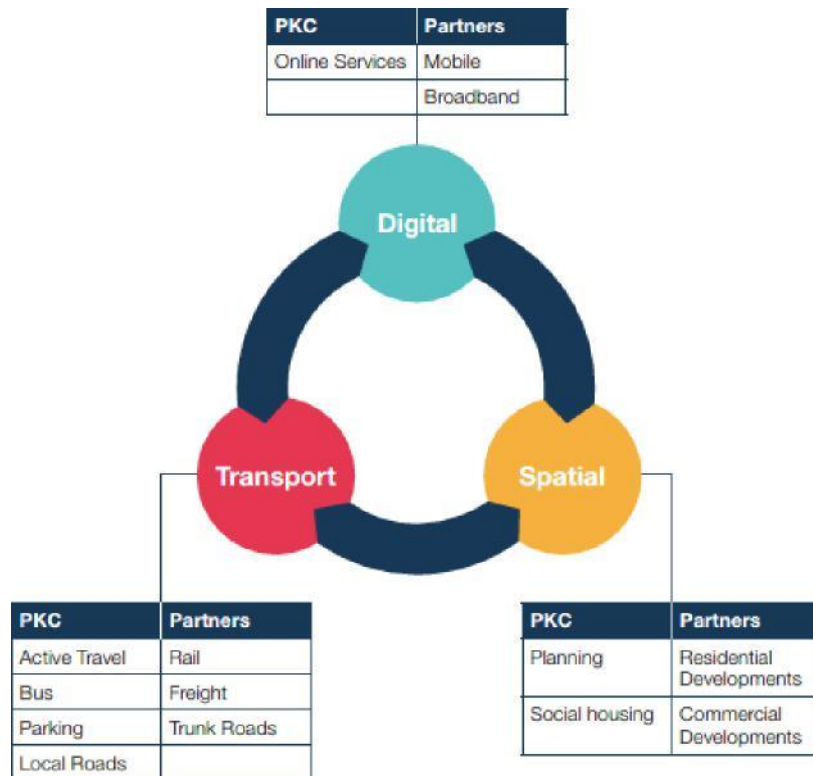 PKC Partners
Online Services Mobile
Broadband
Digital
Transport
Spatial
PKC Partners
Active Travel Rail
Bus Freight
Parking Trunk Roads
Local Roads
PKC Partners
Planning Residential
Developments
Social housing Commercial
Developments